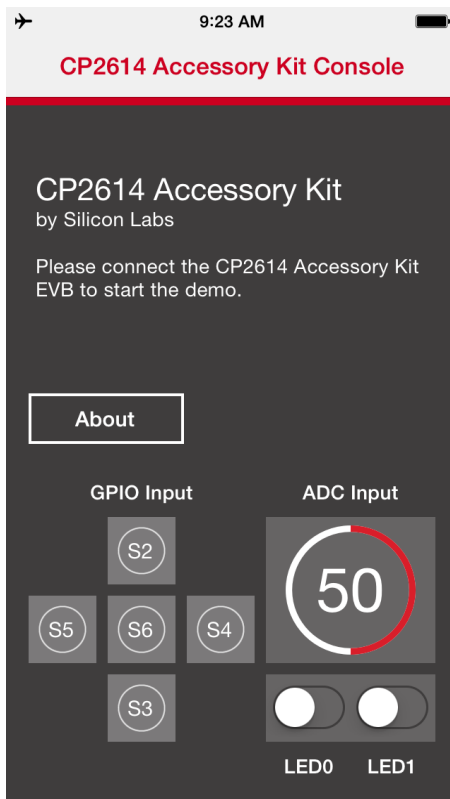 9:23 AM
CP2614 Accessory Kit Console
CP2614 Accessory Kit
by Silicon Labs
Please connect the CP2614 Accessory Kit
EVB to start the demo.
About
GPIO Input
ADC Input
S2
S5
S6
S4
S3
50
LED0
LED1